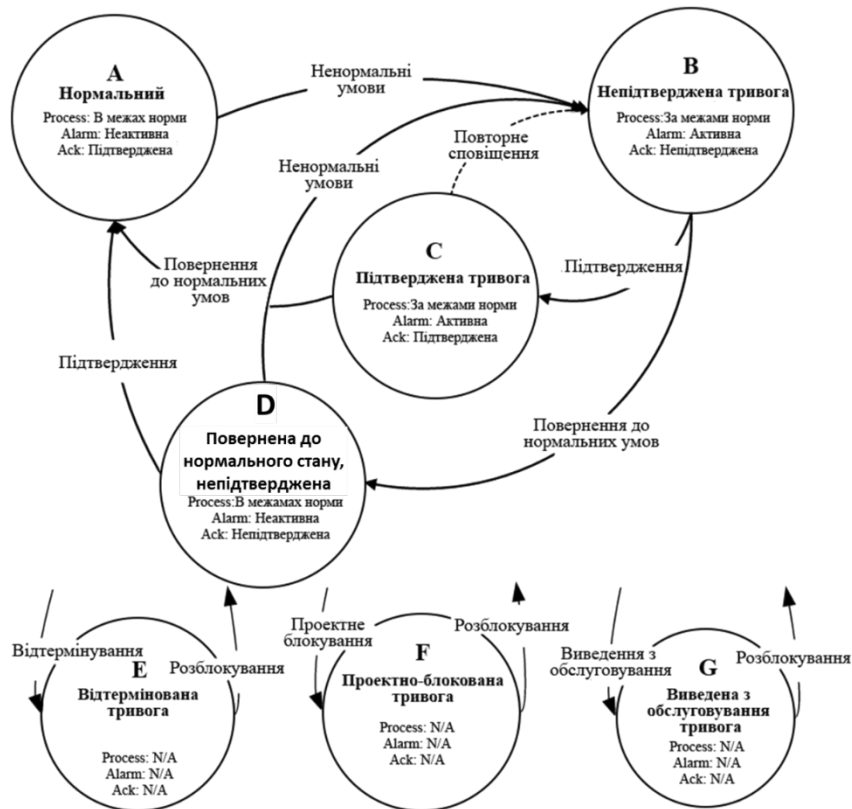 A
Нормальний
Process: В межах норми
Alarm: Неактивна
Ack: Підтверджена
Ненормальні
умови
B
Непідтверджена тривога
Process:За межами норми
Alarm: Активна
Ack: Непідтверджена
Повторне
сповіщення
Ненормальні
умови
C
Підтверджена тривога
Process:За межами норми
Alarm: Активна
Ack: Підтверджена
Повернення
до нормальних
умов
Підтвердження
Підтвердження
D
Повернена до
нормального стану,
непідтверджена
Process:В межамах норми
Alarm: Неактивна
Ack: Непідтверджена
Повернення до
нормальних умов
Відтермінування
E
Розблокування
Відтермінована
тривога
Process: N/A
Alarm: N/A
Ack: N/A
Проектне
блокування
F
Розблокування
Проектно-блокована
тривога
Process: N/A
Alarm: N/A
Ack: N/A
Виведення з
обслуговування
G
Розблокування
Виведена з
обслуговування
тривога
Process: N/A
Alarm: N/A
Ack: N/A